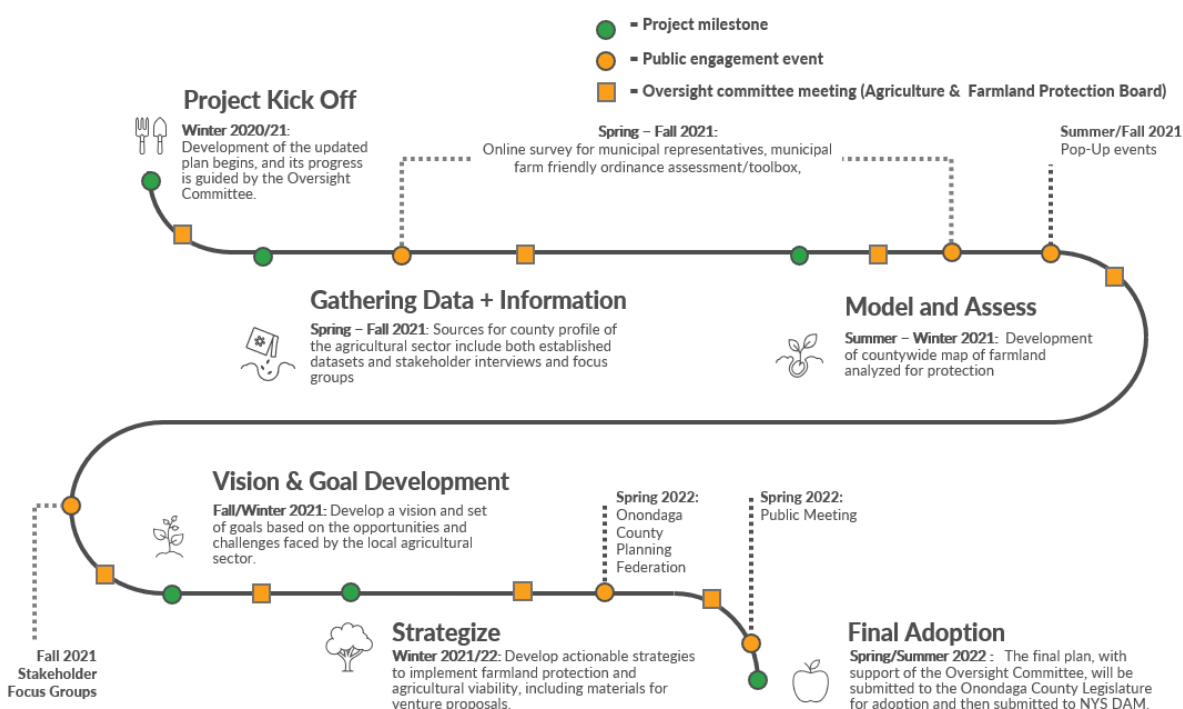 = Project milestone
= Public engagement event
= Oversight committee meeting (Agriculture & Farmland Protection Board)
Project Kick Off
Winter 2020/21:
Development of the updated
plan begins, and its progress
is guided by the Oversight
Committee.
Spring – Fall 2021:
Online survey for municipal representatives, municipal
farm friendly ordinance assessment/toolbox,
Summer/Fall 2021
Pop-Up events
Gathering Data + Information
Spring – Fall 2021: Sources for county profile of
the agricultural sector include both established
datasets and stakeholder interviews and focus
groups
Model and Assess
Summer – Winter 2021: Development
of countywide map of farmland
analyzed for protection
Vision & Goal Development
Fall/Winter 2021: Develop a vision and set
of goals based on the opportunities and
challenges faced by the local agricultural
sector.
Spring 2022:
Onondaga
County
Planning
Federation
Spring 2022:
Public Meeting
Fall 2021
Stakeholder
Focus Groups
Strategize
Winter 2021/22: Develop actionable strategies
to implement farmland protection and
agricultural viability, including materials for
venture proposals.
Final Adoption
Spring/Summer 2022 : The final plan, with
support of the Oversight Committee, will be
submitted to the Onondaga County Legislature
for adoption and then submitted to NYS DAM.